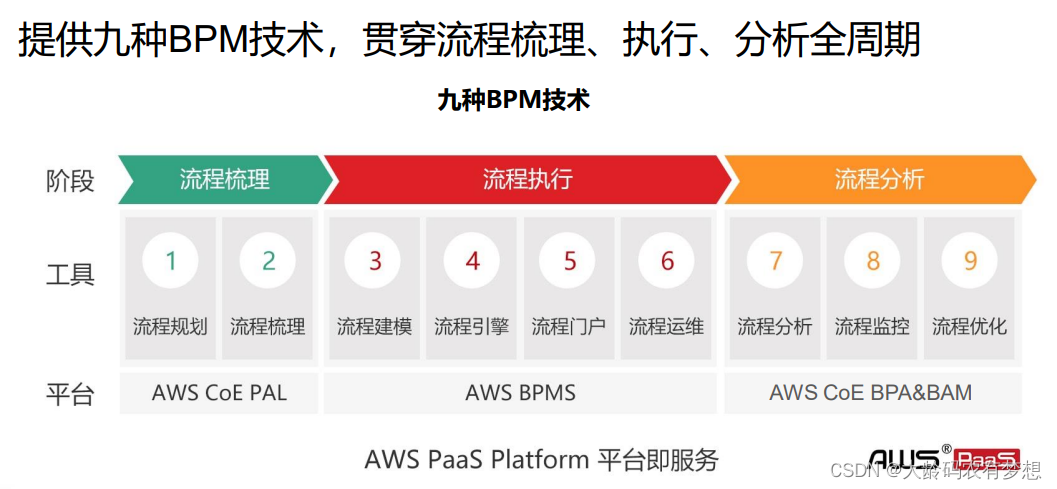 提供九种BPM技术，贯穿流程梳理、执行、分析全周期
九种BPM技术
阶段 流程梳理 流程执行 流程分析
工具 1 2 3 4 5 6 7 8 9
流程规划 流程梳理 流程建模 流程引擎 流程门户 流程运维 流程分析 流程监控 流程优化
平台 AWS CoE PAL AWS BPMS AWS CoE BPA&BAM
AWS PaaS Platform 平台即服务
AWS® PaaS
CSDN @大龄码农有梦想